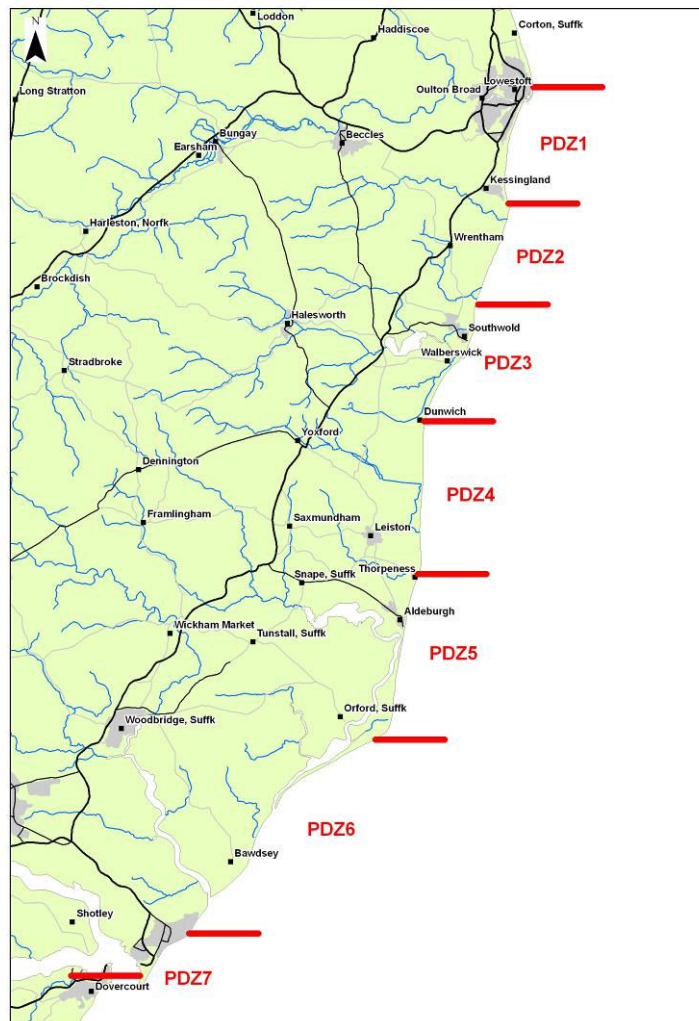 N
Loddon
Haddiscoe
Corton, Suffk
Long Stratton
Oulton Broad
Lowestoft
Bungay
Earsham
Beccles
PDZ1
Kessingland
Harleston, Norfk
Wrentham
PDZ2
Brockdish
Halesworth
Southwold
Stradbroke
Walberswick
PDZ3
Dunwich
Yoxford
Dennington
PDZ4
Framlingham
Saxmundham
Leiston
Snape, Suffk
Thorpeness
Aldeburgh
Wickham Market
Tunstall, Suffk
PDZ5
Orford, Suffk
Woodbridge, Suffk
PDZ6
Bawdsey
Shotley
PDZ7
Dovercourt